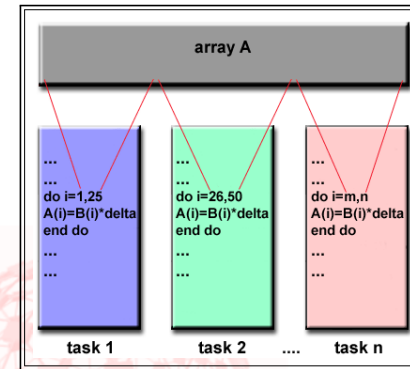 array A
...
...
do i=1,25
A(i)=B(i)*delta
end do
...
...
...
...
do i=26,50
A(i)=B(i)*delta
end do
...
...
...
...
do i=m,n
A(i)=B(i)*delta
end do
...
...
task 1 task 2 .... task n